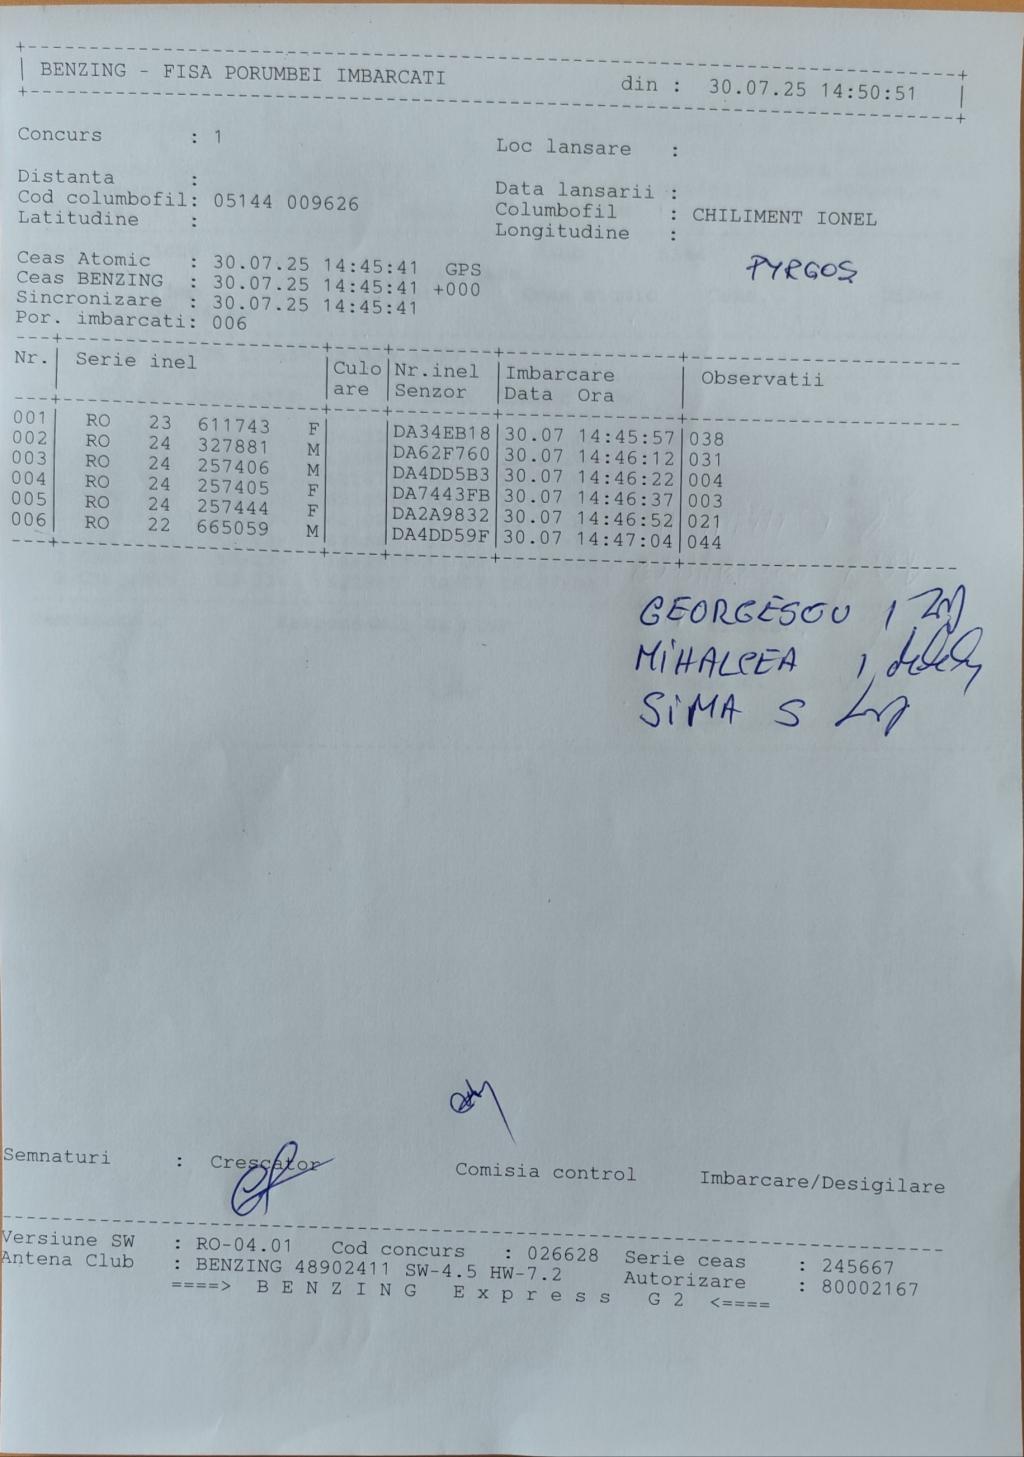 BENZING - FISA PORUMBEI IMBARCATI din : 30.07.25 14:50:51
Concurs : 1 Loc lansare :
Distanta : Data lansarii :
Cod columbofil: 05144 009626 Columbofil : CHILIMENT IONEL
Latitudine : Longitudine :
PYRGOS
Ceas Atomic : 30.07.25 14:45:41 GPS
Ceas BENZING : 30.07.25 14:45:41 +000
Sincronizare : 30.07.25 14:45:41
Por. imbarcati: 006
Nr. Serie inel Culo Nr.inel Imbarcare Observatii
are Senzor Data Ora
001 RO 23 611743 F DA34EB18 30.07 14:45:57 038
002 RO 24 327881 M DA62F760 30.07 14:46:12 031
003 RO 24 257406 M DA4DD5B3 30.07 14:46:22 004
004 RO 24 257405 F DA7443FB 30.07 14:46:37 003
005 RO 24 257444 F DA2A9832 30.07 14:46:52 021
006 RO 22 665059 M DA4DD59F 30.07 14:47:04 044
GEORGESCU I
MIHALCEA I
SIMA S
Semnaturi : Crescator Comisia control Imbarcare/Desigilare
Versiune SW : RO-04.01 Cod concurs : 026628 Serie ceas : 245667
Antena Club : BENZING 48902411 SW-4.5 HW-7.2 Autorizare : 80002167
====> B E N Z I N G E x p r e s s G 2 <====